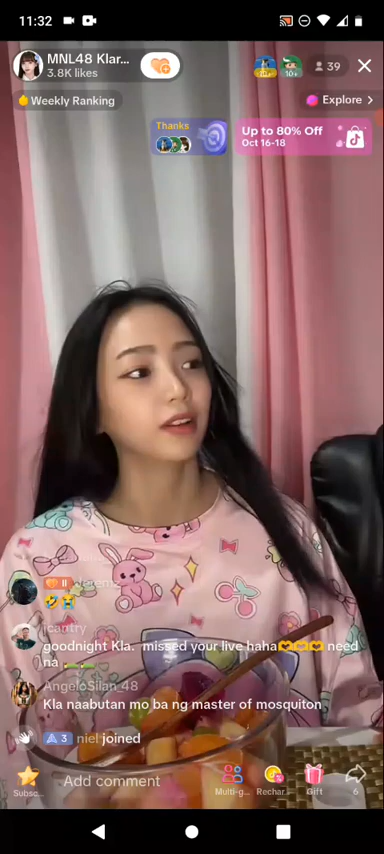 11:32
MNL48 Klar...
3.8K likes
10+
39
Weekly Ranking
Explore
Thanks
Up to 80% Off
Oct 16-18
II
🤣😭
jcantry
goodnight Kla. missed your live haha🫶🫶🫶 need
na
AngeloSilan_48
Kla naabutan mo ba ng master of mosquiton
3 niel joined
Add comment
Subsc...
Multi-g...
Rechar...
Gift
6